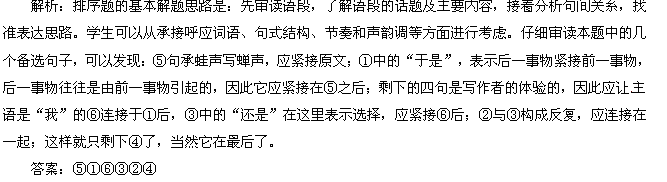 解析：排序题的基本解题思路是：先审读语段，了解语段的话题及主要内容，接着分析句间关系，找
准表达思路。学生可以从承接呼应词语、句式结构、节奏和声韵调等方面进行考虑。仔细审读本题中的几
个备选句子，可以发现：⑤句承蛙声写蝉声，应紧接原文；①中的“于是”，表示后一事物紧接前一事物，
后一事物往往是由前一事物引起的，因此它应紧接在⑤之后；剩下的四句是写作者的体验的，因此应让主
语是“我”的⑥连接于①后，③中的“还是”在这里表示选择，应紧接⑥后；②与③构成反复，应连接在
一起；这样就只剩下④了，当然它在最后了。
答案：⑤①⑥③②④